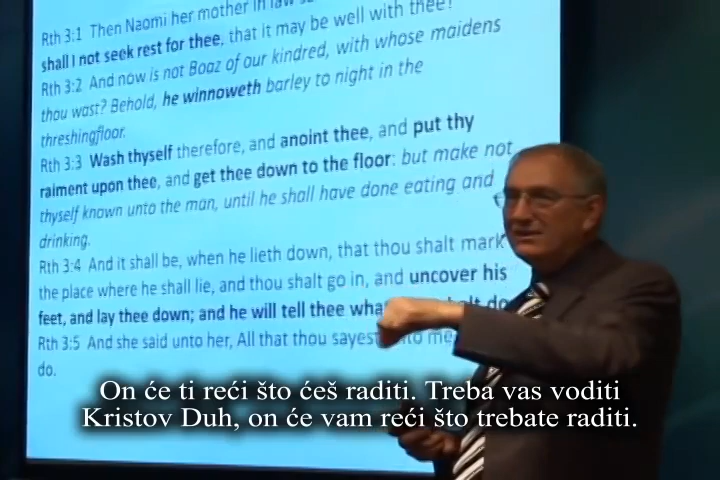 Rth 3:1 Then Naomi her mother in law
shall I not seek rest for thee, that it may be well with thee?
Rth 3:2 And now is not Boaz of our kindred, with whose maidens
thou wast? Behold, he winnoweth barley to night in the
threshingfloor.
Rth 3:3 Wash thyself therefore, and anoint thee, and put thy
raiment upon thee, and get thee down to the floor: but make not
thyself known unto the man, until he shall have done eating and
drinking.
Rth 3:4 And it shall be, when he lieth down, that thou shalt mark
the place where he shall lie, and thou shalt go in, and uncover his
feet, and lay thee down; and he will tell thee do
Rth 3:5 And she said unto her, All that thou sayest me
do.
On će ti reći što ćeš raditi. Treba vas voditi
Kristov Duh, on će vam reći što trebate raditi.